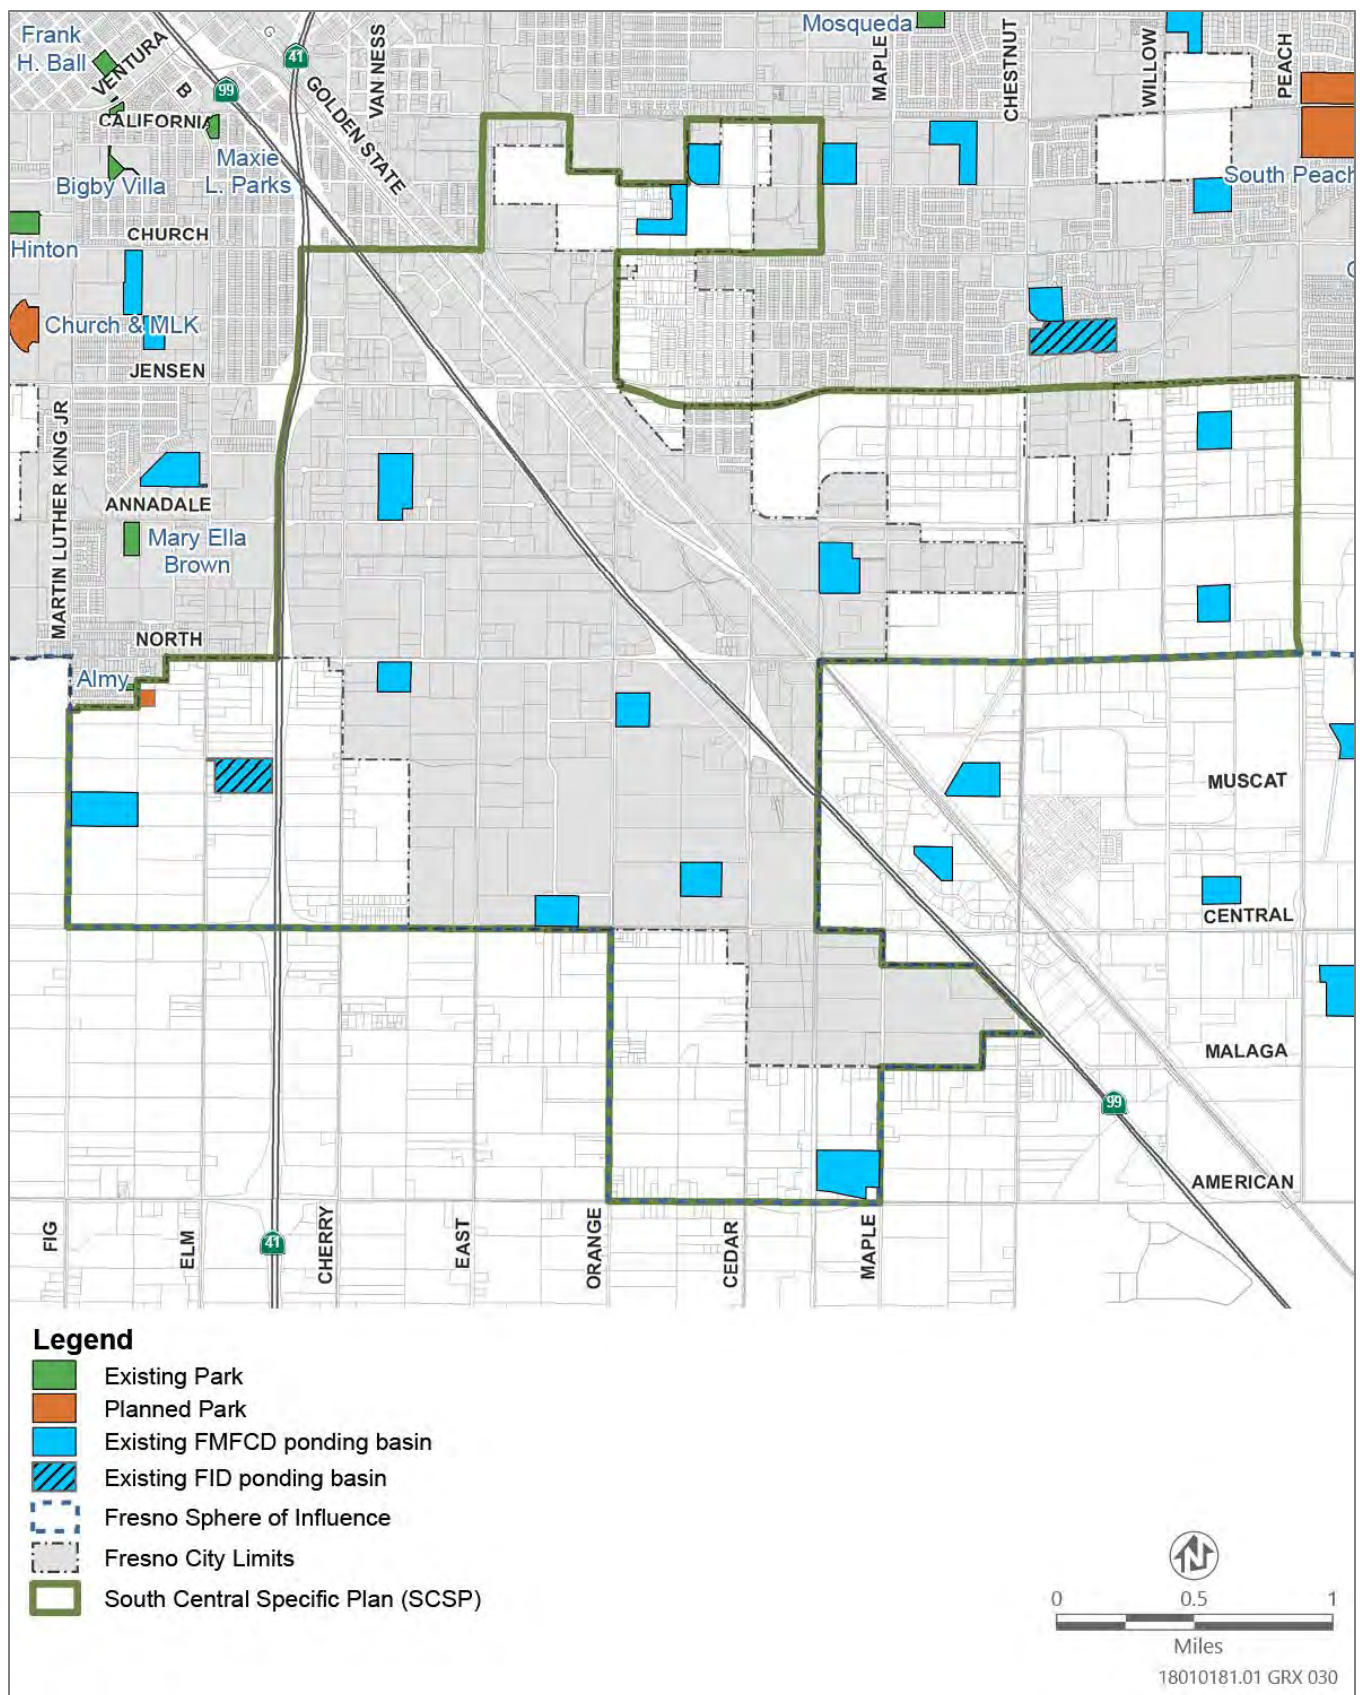 Frank
H. Ball
VENTURA
B
G
41
99
GOLDEN STATE
VAN NESS
Mosqueda
MAPLE
CHESTNUT
WILLOW
PEACH
CALIFORNIA
Maxie
L. Parks
Bigby Villa
South Peach
CHURCH
Hinton
Church & MLK
JENSEN
MARTIN LUTHER KING JR
ANNADALE
Mary Ella
Brown
NORTH
Almy
MUSCAT
CENTRAL
MALAGA
99
AMERICAN
FIG
ELM
41
CHERRY
EAST
ORANGE
CEDAR
MAPLE
Legend
Existing Park
Planned Park
Existing FMFCD ponding basin
Existing FID ponding basin
Fresno Sphere of Influence
Fresno City Limits
South Central Specific Plan (SCSP)
N
0 0.5 1
Miles
18010181.01 GRX 030